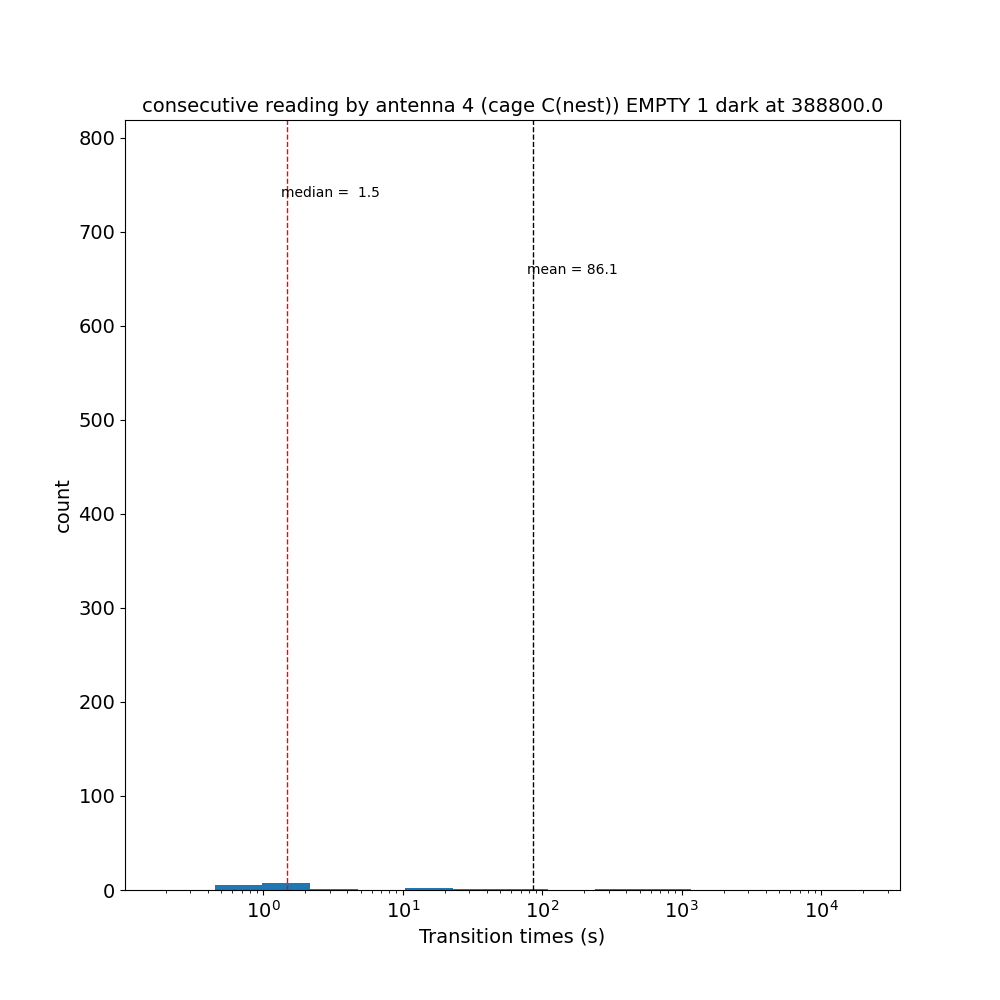 consecutive reading by antenna 4 (cage C(nest)) EMPTY 1 dark at 388800.0
800
median =  1.5
700
mean = 86.1
600
500
count
400
300
200
100
0
10⁰ 10¹ 10² 10³ 10⁴
Transition times (s)